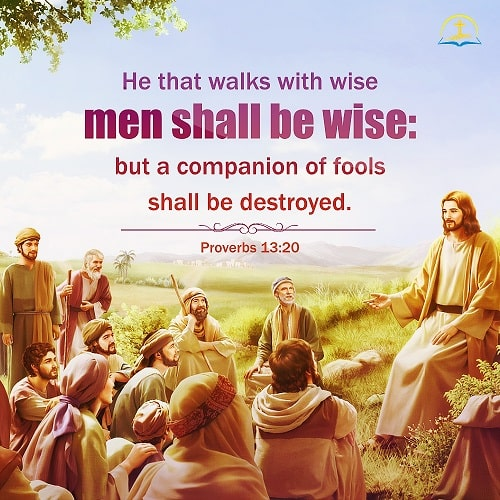 He that walks with wise
men shall be wise:
but a companion of fools
shall be destroyed.
Proverbs 13:20